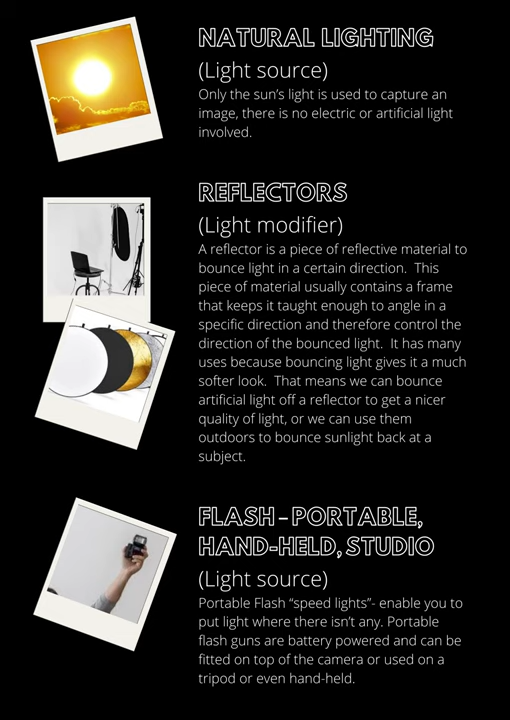 NATURAL LIGHTING
(Light source)
Only the sun's light is used to capture an
image, there is no electric or artificial light
involved.
REFLECTORS
(Light modifier)
A reflector is a piece of reflective material to
bounce light in a certain direction.  This
piece of material usually contains a frame
that keeps it taught enough to angle in a
specific direction and therefore control the
direction of the bounced light.  It has many
uses because bouncing light gives it a much
softer look.  That means we can bounce
artificial light off a reflector to get a nicer
quality of light, or we can use them
outdoors to bounce sunlight back at a
subject.
FLASH – PORTABLE,
HAND-HELD, STUDIO
(Light source)
Portable Flash “speed lights”- enable you to
put light where there isn’t any. Portable
flash guns are battery powered and can be
fitted on top of the camera or used on a
tripod or even hand-held.